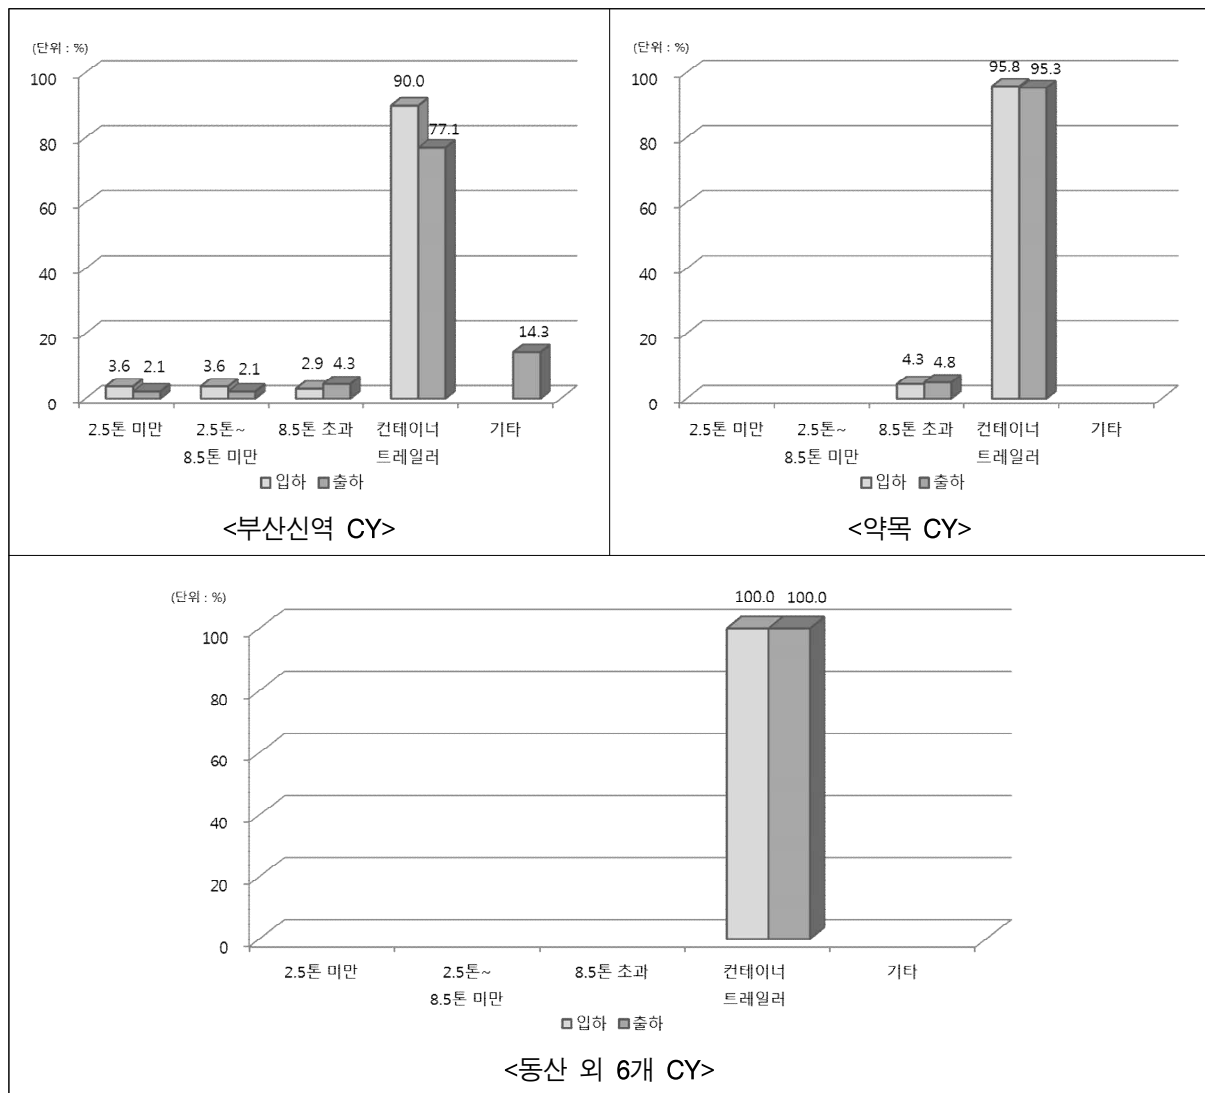 (단위 : %)
100
80
60
40
20
0
3.6 2.1 3.6 2.1 2.9 4.3 90.0 77.1 14.3
2.5톤 미만 2.5톤~ 8.5톤 초과 컨테이너 기타
8.5톤 미만 트레일러
입하 출하
<부산신역 CY>
(단위 : %)
100
80
60
40
20
0
4.3 4.8 95.8 95.3
2.5톤 미만 2.5톤~ 8.5톤 초과 컨테이너 기타
8.5톤 미만 트레일러
입하 출하
<약목 CY>
(단위 : %)
100
80
60
40
20
0
100.0 100.0
2.5톤 미만 2.5톤~ 8.5톤 초과 컨테이너 기타
8.5톤 미만 트레일러
입하 출하
<동산 외 6개 CY>